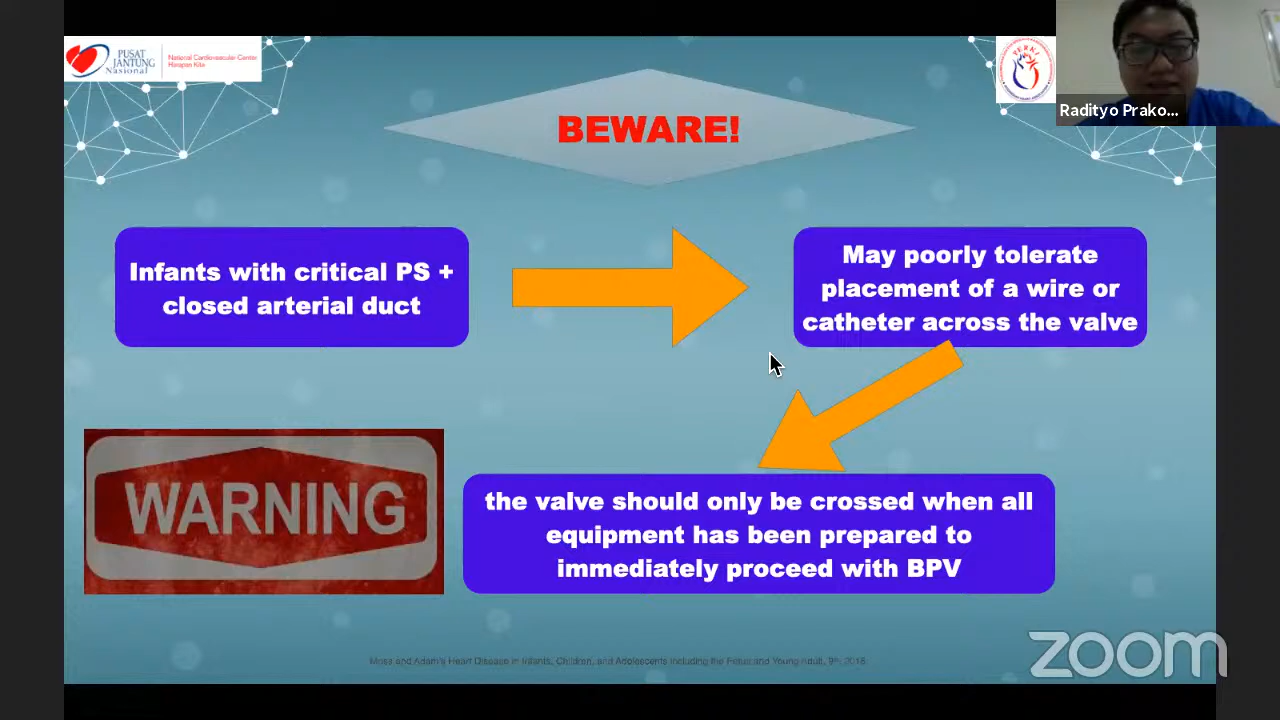 PUSAT
JANTUNG
Nasional
National Cardiovascular Center
Harapan Kita
PERKI
Radityo Prako...
BEWARE!
Infants with critical PS +
closed arterial duct
May poorly tolerate
placement of a wire or
catheter across the valve
WARNING
the valve should only be crossed when all
equipment has been prepared to
immediately proceed with BPV
Moss and Adam's Heart Disease in Infants, Children, and Adolescents Including the Fetus and Young Adult, 9th, 2016.
zoom